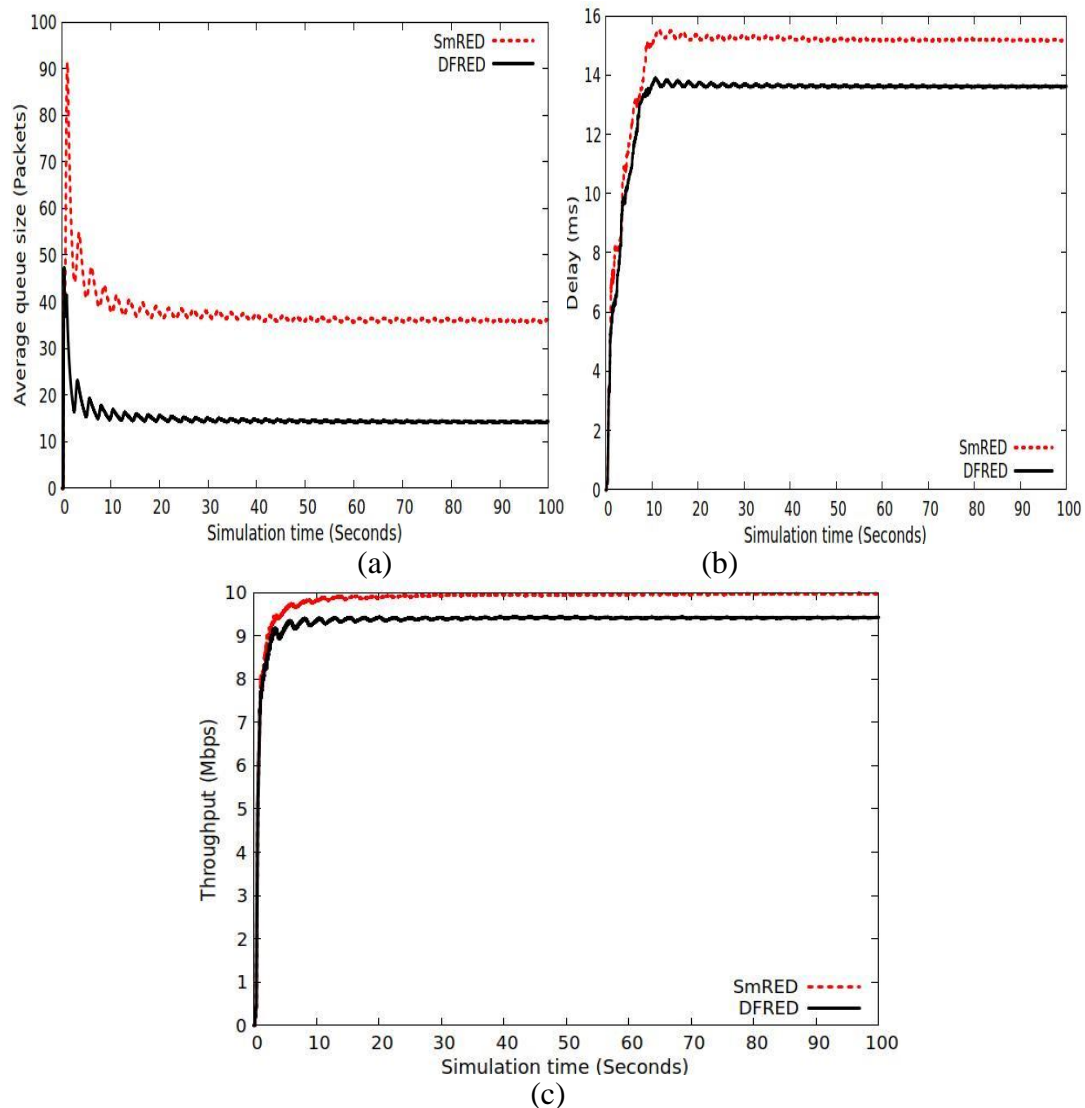 100
90
80
70
60
50
40
30
20
10
0
Average queue size (Packets)
SmRED
DFRED
0 10 20 30 40 50 60 70 80 90 100
Simulation time (Seconds)
(a)
16
14
12
10
8
6
4
2
0
Delay (ms)
SmRED
DFRED
0 10 20 30 40 50 60 70 80 90 100
Simulation time (Seconds)
(b)
10
9
8
7
6
5
4
3
2
1
0
Throughput (Mbps)
SmRED
DFRED
0 10 20 30 40 50 60 70 80 90 100
Simulation time (Seconds)
(c)